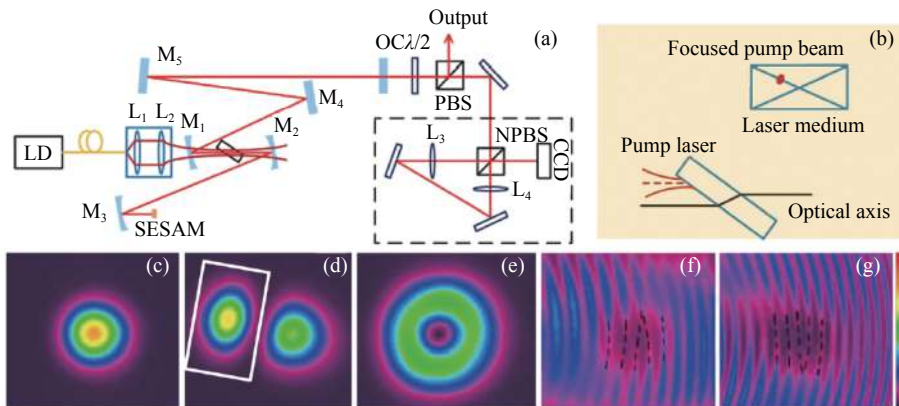 (a)
Output
OCλ/2
PBS
M5
M4
L1
L2
M1
M2
LD
M3
SESAM
L3
NPBS
CCD
L4
(b)
Focused pump beam
Laser medium
Pump laser
Optical axis
(c)
(d)
(e)
(f)
(g)